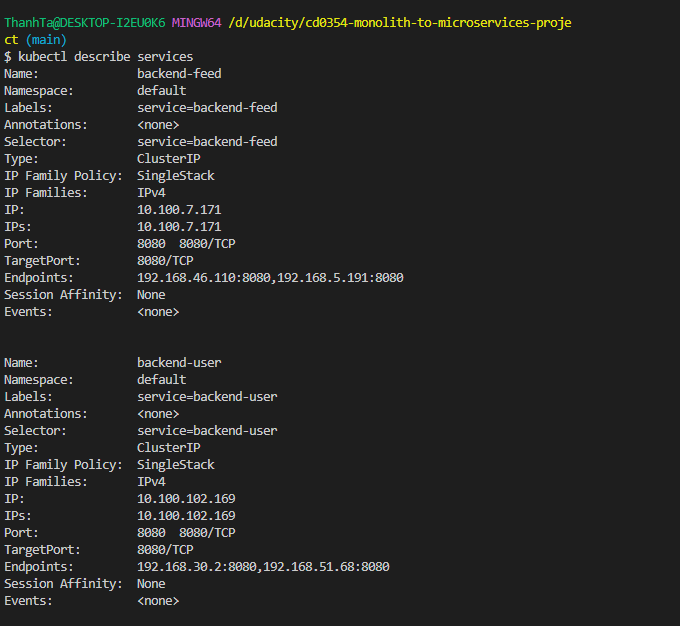 ThanhTa@DESKTOP-I2EU0K6 MINGW64 /d/udacity/cd0354-monolith-to-microservices-proje
ct (main)
$ kubectl describe services
Name:              backend-feed
Namespace:         default
Labels:            service=backend-feed
Annotations:       <none>
Selector:          service=backend-feed
Type:              ClusterIP
IP Family Policy:  SingleStack
IP Families:       IPv4
IP:                10.100.7.171
IPs:               10.100.7.171
Port:              8080  8080/TCP
TargetPort:        8080/TCP
Endpoints:         192.168.46.110:8080,192.168.5.191:8080
Session Affinity:  None
Events:            <none>
Name:              backend-user
Namespace:         default
Labels:            service=backend-user
Annotations:       <none>
Selector:          service=backend-user
Type:              ClusterIP
IP Family Policy:  SingleStack
IP Families:       IPv4
IP:                10.100.102.169
IPs:               10.100.102.169
Port:              8080  8080/TCP
TargetPort:        8080/TCP
Endpoints:         192.168.30.2:8080,192.168.51.68:8080
Session Affinity:  None
Events:            <none>